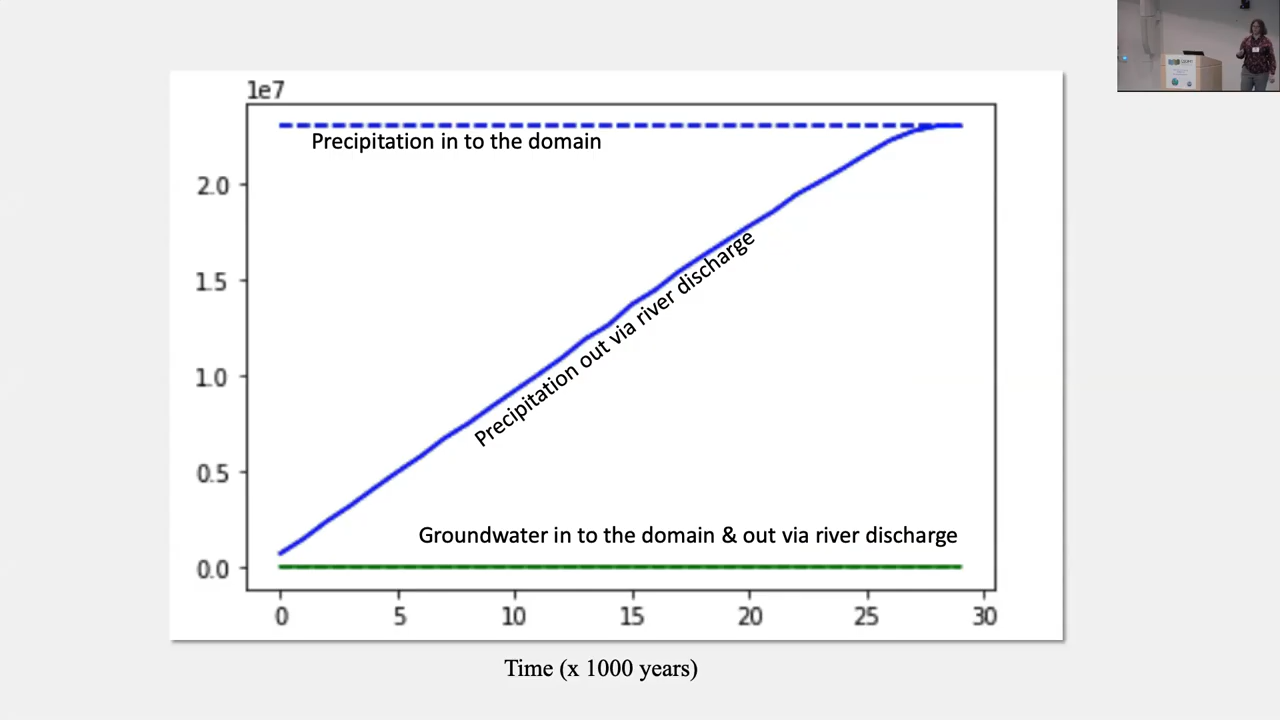 1e7
Precipitation in to the domain
2.0
1.5
1.0
0.5
0.0
Precipitation out via river discharge
Groundwater in to the domain & out via river discharge
0 5 10 15 20 25 30
Time (x 1000 years)